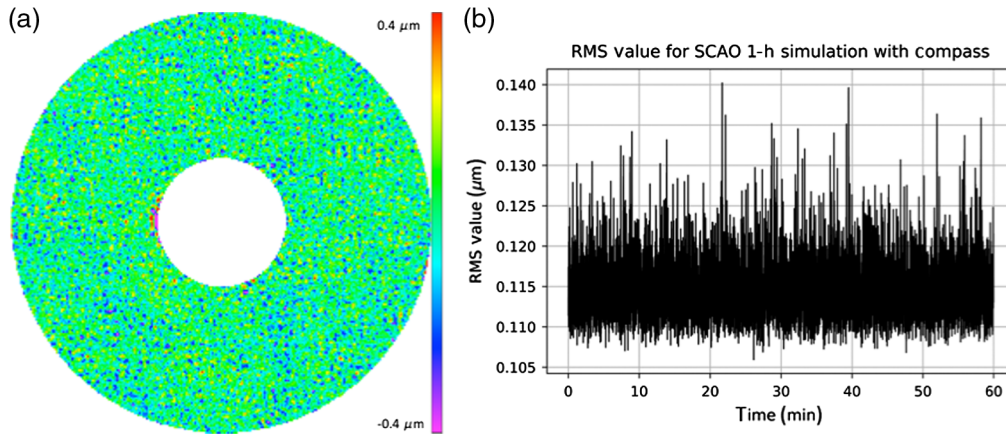 (a)
0.4 μm
-0.4 μm
(b)
RMS value for SCAO 1-h simulation with compass
RMS value (μm)
0.140
0.135
0.130
0.125
0.120
0.115
0.110
0.105
0 10 20 30 40 50 60
Time (min)